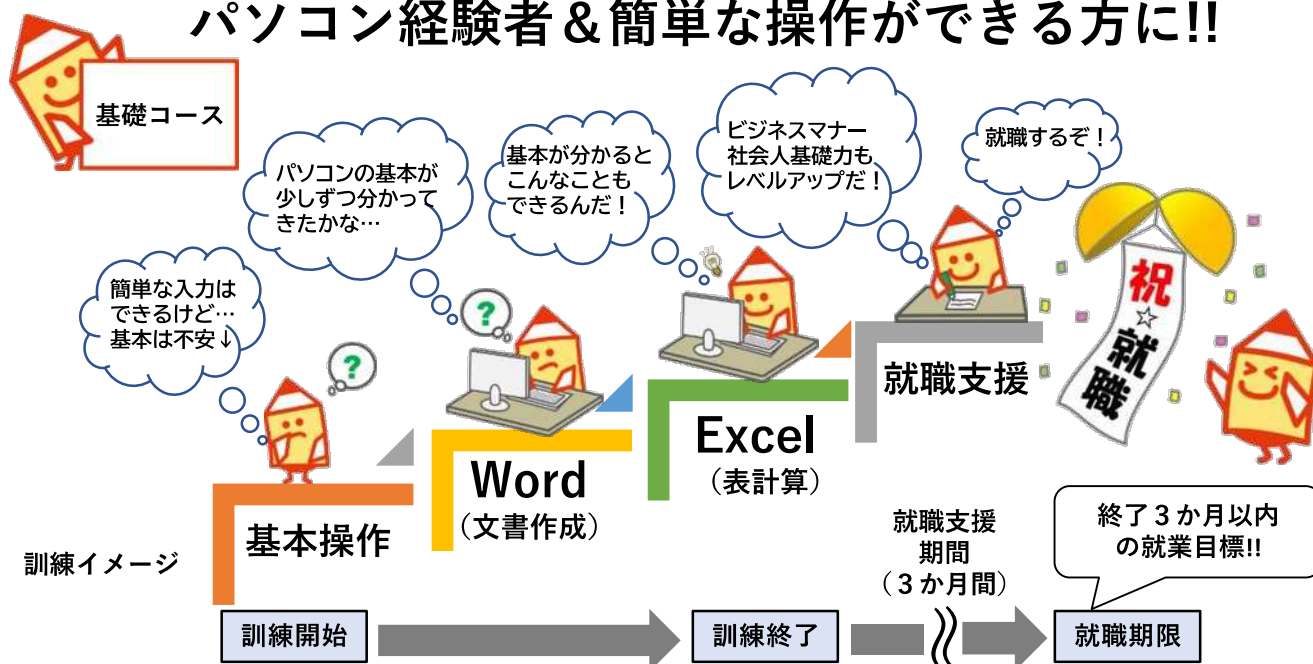 パソコン経験者＆簡単な操作ができる方に!!
基礎コース
簡単な入力は
できるけど…
基本は不安↓
?
パソコンの基本が
少しずつ分かって
きたかな…
?
基本が分かると
こんなことも
できるんだ！
ビジネスマナー
社会人基礎力も
レベルアップだ！
就職するぞ！
祝☆就職
基本操作
Word
（文書作成）
Excel
（表計算）
就職支援
訓練イメージ
就職支援
期間
（３か月間）
終了３か月以内
の就業目標!!
訓練開始
訓練終了
就職期限